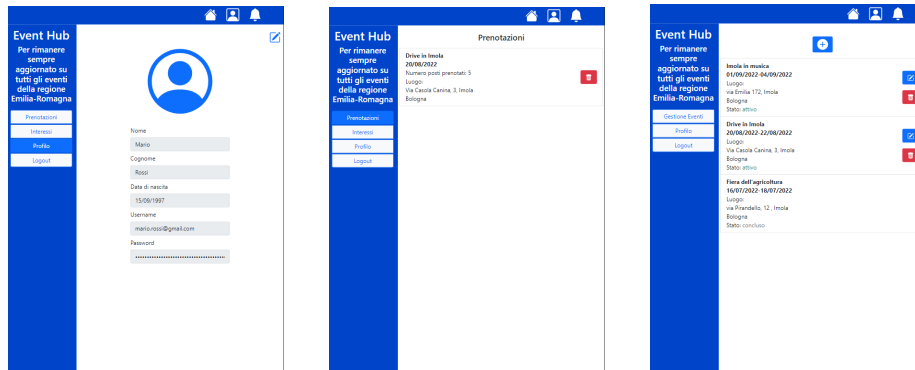 Event Hub
Per rimanere
sempre
aggiornato su
tutti gli eventi
della regione
Emilia-Romagna
Prenotazioni
Interessi
Profilo
Logout
Nome
Mario
Cognome
Rossi
Data di nascita
15/09/1997
Username
mario.rossi@gmail.com
Password
Event Hub
Per rimanere
sempre
aggiornato su
tutti gli eventi
della regione
Emilia-Romagna
Prenotazioni
Interessi
Profilo
Logout
Prenotazioni
Drive in Imola
20/08/2022
Numero posti prenotati: 5
Luogo:
Via Casola Canina, 3, Imola
Bologna
Event Hub
Per rimanere
sempre
aggiornato su
tutti gli eventi
della regione
Emilia-Romagna
Gestione Eventi
Profilo
Logout
Imola in musica
01/09/2022-04/09/2022
Luogo:
via Emilia 172, Imola
Bologna
Stato: attivo
Drive in Imola
20/08/2022-22/08/2022
Luogo:
Via Casola Canina, 3, Imola
Bologna
Stato: attivo
Fiera dell'agricoltura
16/07/2022-18/07/2022
Luogo:
via Pirandello, 12 , Imola
Bologna
Stato: concluso